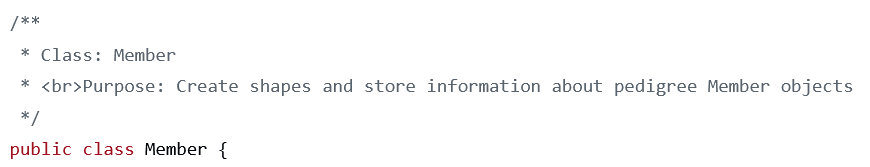 /**
* Class: Member
* <br>Purpose: Create shapes and store information about pedigree Member objects
*/
public class Member {